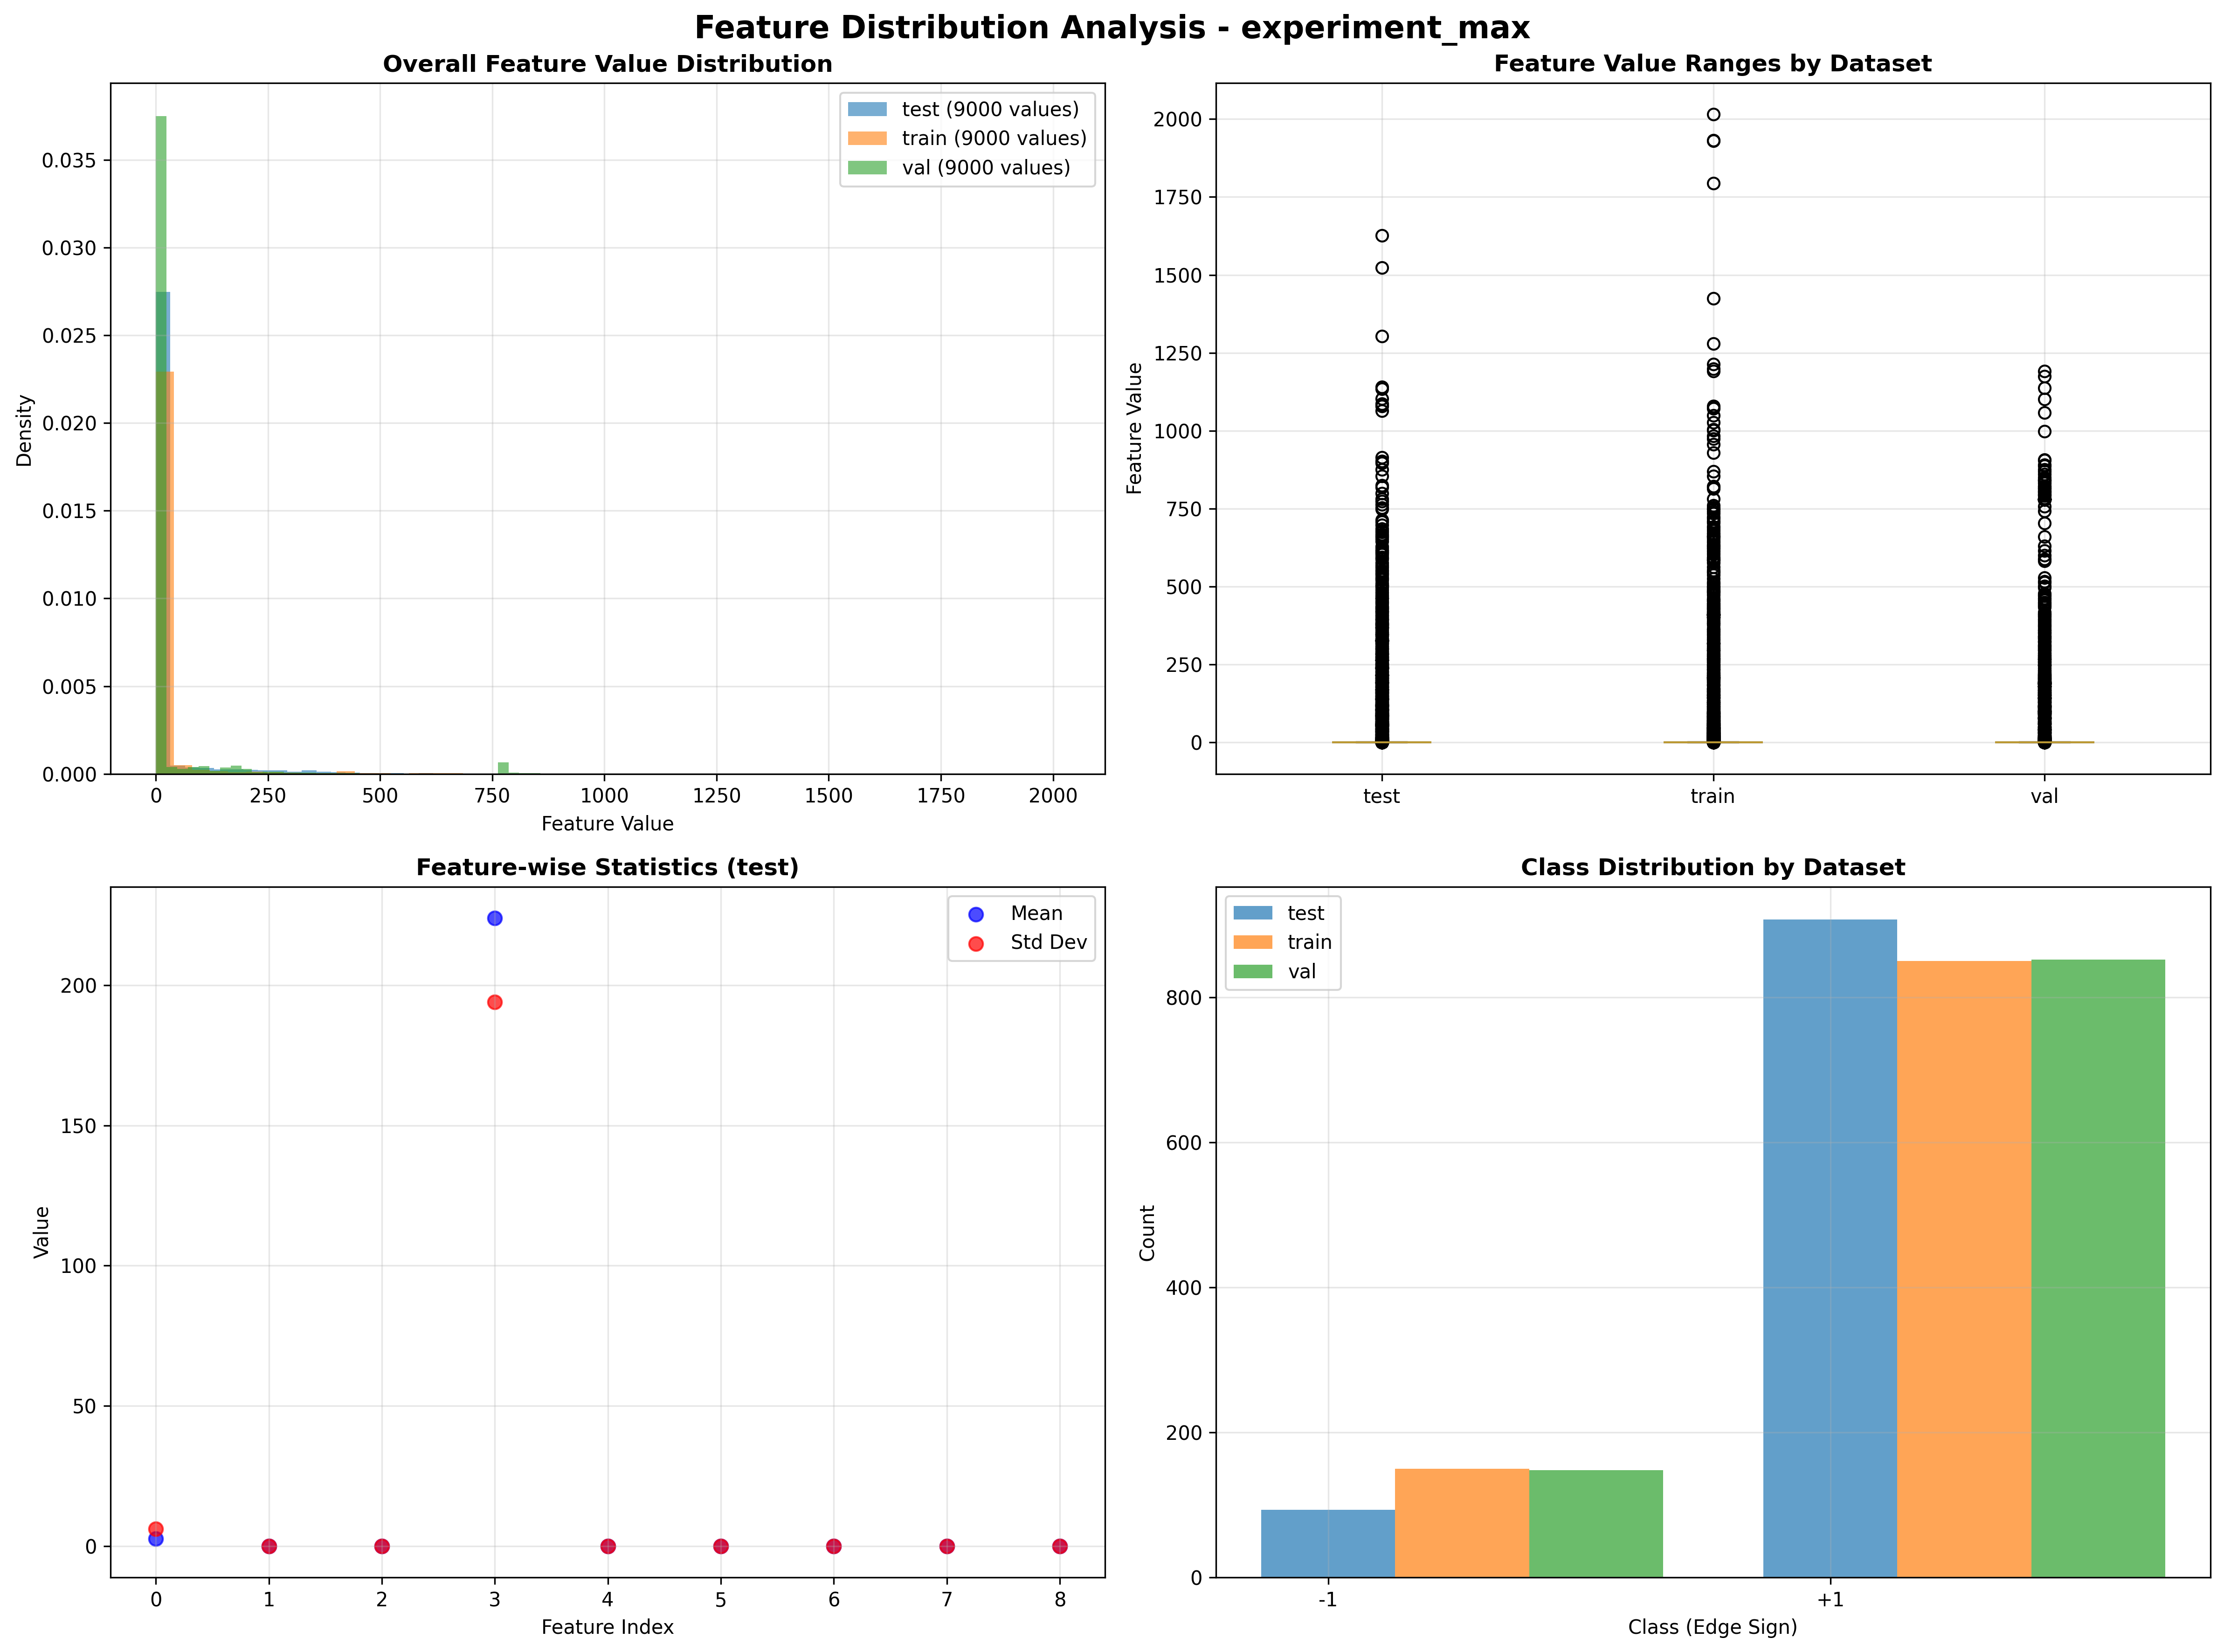 Feature Distribution Analysis - experiment_max
Overall Feature Value Distribution
test (9000 values)
train (9000 values)
val (9000 values)
0.035
0.030
0.025
0.020
0.015
0.010
0.005
0.000
Density
0 250 500 750 1000 1250 1500 1750 2000
Feature Value
Feature Value Ranges by Dataset
2000
1750
1500
1250
1000
750
500
250
0
Feature Value
test train val
Feature-wise Statistics (test)
Mean
Std Dev
200
150
100
50
0
Value
0 1 2 3 4 5 6 7 8
Feature Index
Class Distribution by Dataset
test
train
val
800
600
400
200
0
Count
-1 +1
Class (Edge Sign)